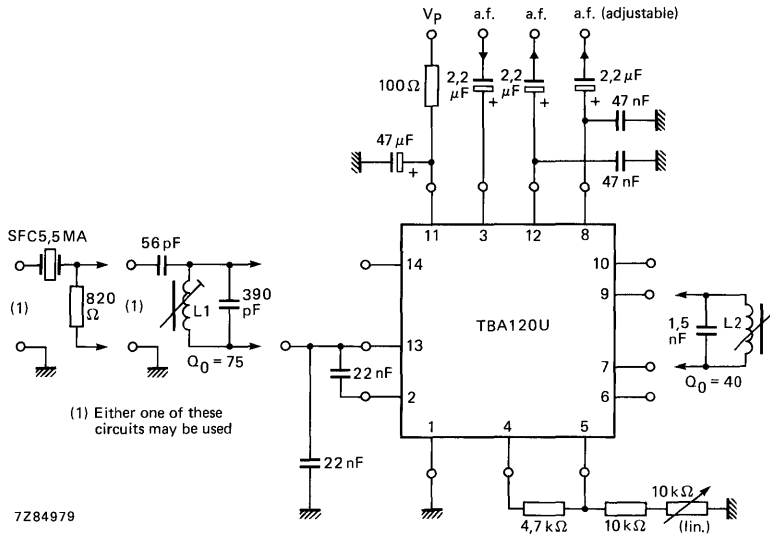 V_P a.f. a.f. a.f. (adjustable)
100Ω
2,2 µF
2,2 µF
2,2 µF
47 nF
47 µF
+
+
+
+
47 nF
SFC5,5MA
56 pF
11 3 12 8
14
10
(1)
820 Ω
(1)
L1
390 pF
9
TBA120U
1,5 nF
L2
13
Q0 = 75
22 nF
7
Q0 = 40
2
6
(1) Either one of these
circuits may be used
1 4 5
22 nF
10 kΩ
4,7 kΩ
10 kΩ
(lin.)
7Z84979